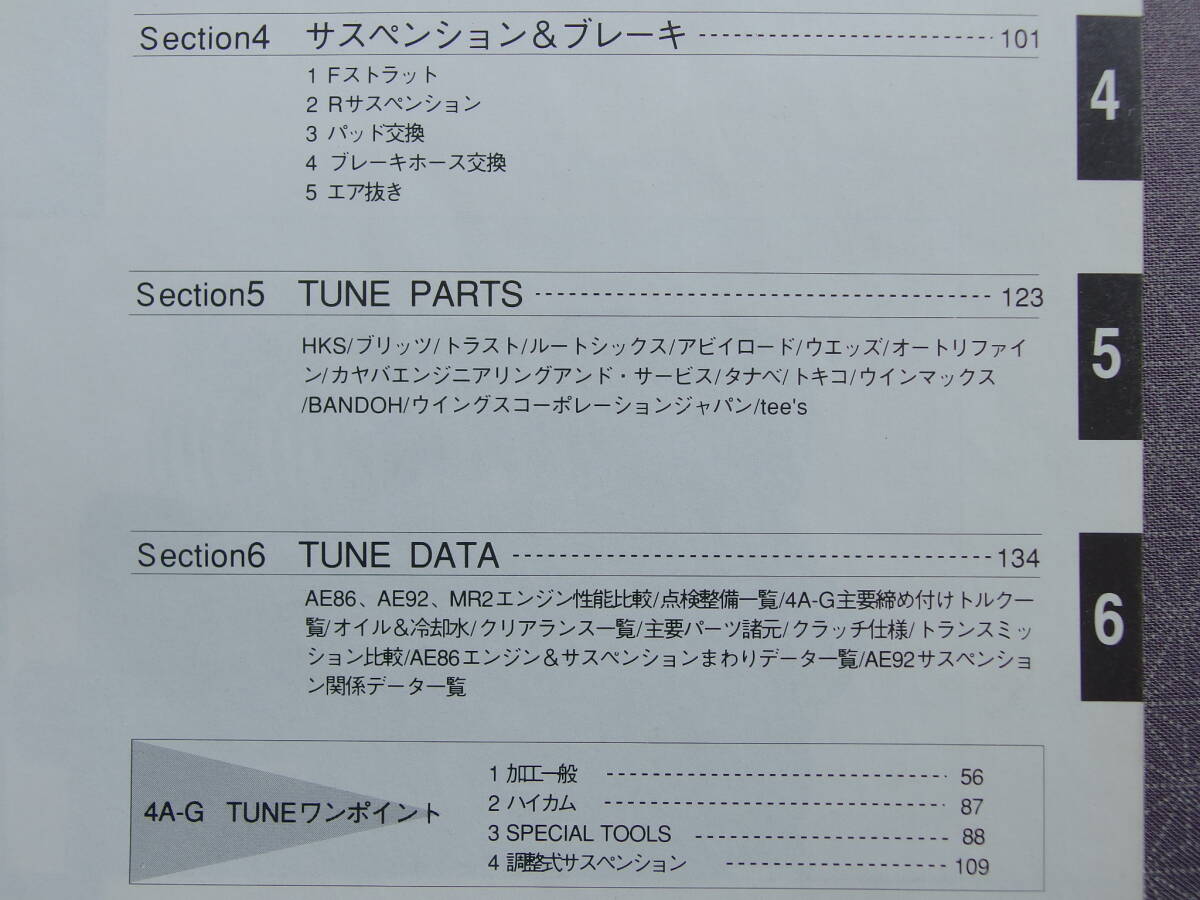 Section4 サスペンション＆ブレーキ 101
1 Fストラット
2 Rサスペンション
3 パッド交換
4 ブレーキホース交換
5 エア抜き
4
Section5 TUNE PARTS 123
HKS/ブリッツ/トラスト/ルートシックス/アビイロード/ウエッズ/オートリファイ
ン/カヤバエンジニアリングアンド・サービス/タナベ/トキコ/ウインマックス
/BANDOH/ウイングスコーポレーションジャパン/tee's
5
Section6 TUNE DATA 134
AE86、AE92、MR2エンジン性能比較/点検整備一覧/4A-G主要締め付けトルク一
覧/オイル＆冷却水/クリアランス一覧/主要パーツ諸元/クラッチ仕様/トランスミッ
ション比較/AE86エンジン＆サスペンションまわりデータ一覧/AE92サスペンショ
ン関係データ一覧
6
4A-G TUNEワンポイント
1 加工一般 56
2 ハイカム 87
3 SPECIAL TOOLS 88
4 調整式サスペンション 109